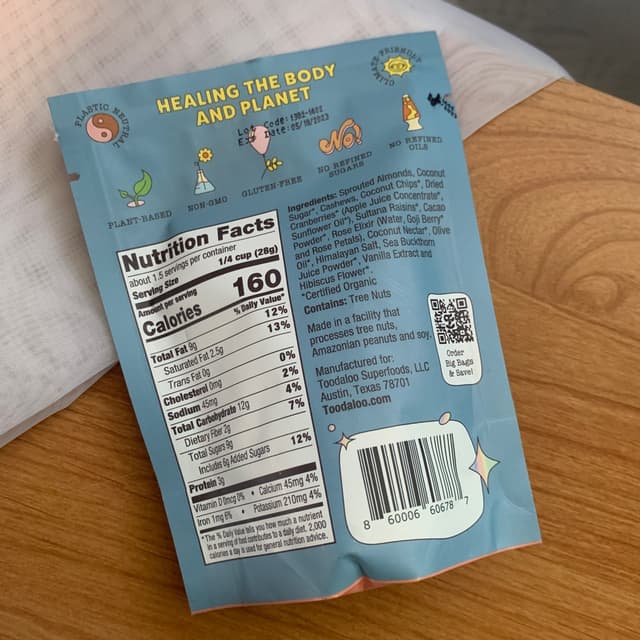 PLASTIC NEUTRAL
HEALING THE BODY
AND PLANET
CLIMATE-FRIENDLY
Lot Code: 1302-1602
Exp Date: 05/10/2023
PLANT-BASED
NON-GMO
GLUTEN-FREE
No!
NO REFINED
SUGARS
NO REFINED
OILS
Nutrition Facts
about 1.5 servings per container
Serving Size 1/4 cup (28g)
Amount per serving
Calories 160
% Daily Value*
Total Fat 9g 12%
Saturated Fat 2.5g 13%
Trans Fat 0g
Cholesterol 0mg 0%
Sodium 45mg 2%
Total Carbohydrate 12g 4%
Dietary Fiber 2g 7%
Total Sugars 9g
Includes 6g Added Sugars 12%
Protein 3g
Vitamin D 0mcg 0% • Calcium 45mg 4%
Iron 1mg 6% • Potassium 210mg 4%
*The % Daily Value tells you how much a nutrient
in a serving of food contributes to a daily diet. 2,000
calories a day is used for general nutrition advice.
Ingredients: Sprouted Almonds, Coconut
Sugar*, Cashews, Coconut Chips*, Dried
Cranberries* (Apple Juice Concentrate*,
Sunflower Oil*), Sultana Raisins*, Cacao
Powder*, Rose Elixir (Water, Goji Berry*
and Rose Petals), Coconut Nectar*, Olive
Oil*, Himalayan Salt, Sea Buckthorn
Juice Powder*, Vanilla Extract and
Hibiscus Flower*.
*Certified Organic
Contains: Tree Nuts
Made in a facility that
processes tree nuts,
Amazonian peanuts and soy.
Manufactured for:
Toodaloo Superfoods, LLC
Austin, Texas 78701
Toodaloo.com
Order
Big Bags
& Save!
8 60006 60678 7